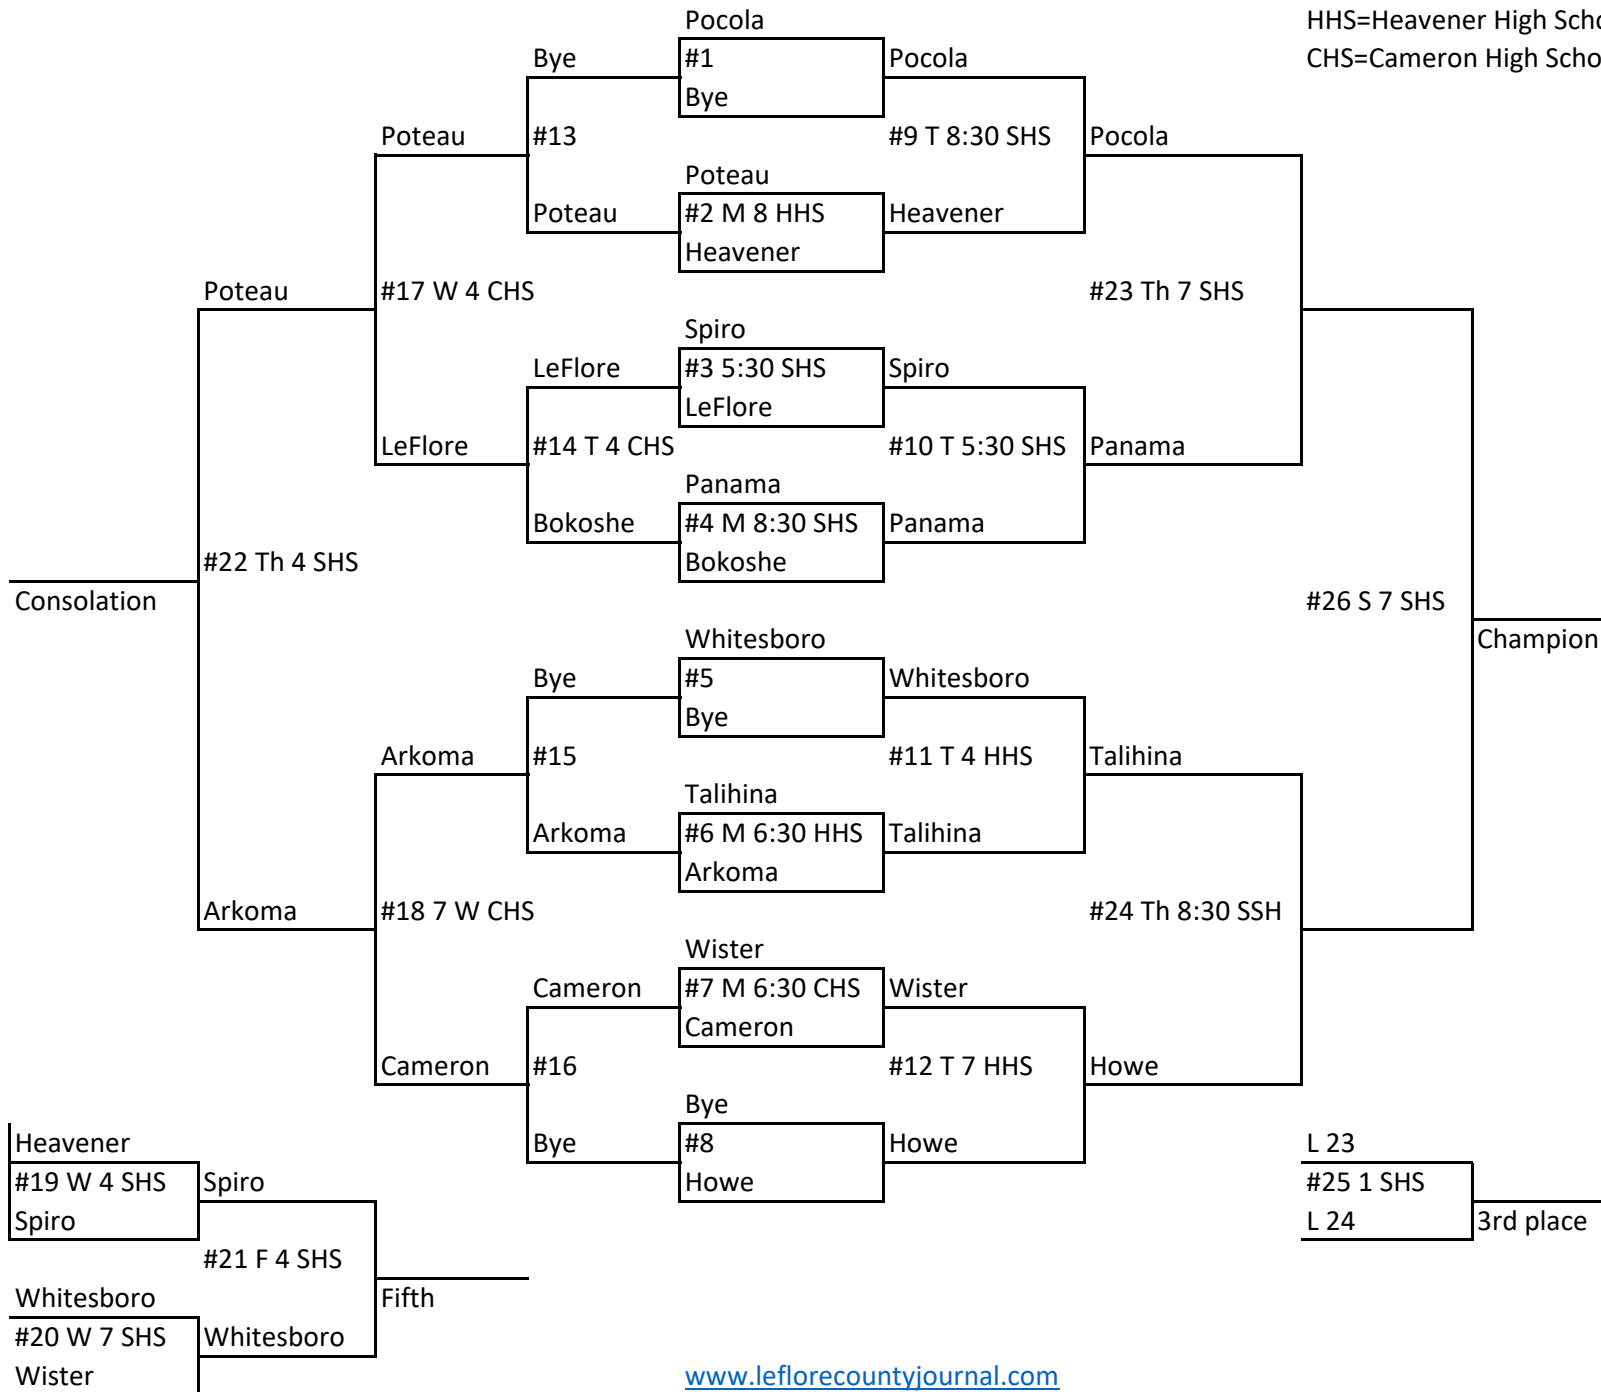 Pocola
HHS=Heavener High Scho
Bye
#1
Pocola
CHS=Cameron High Scho
Bye
Poteau
#13
#9 T 8:30 SHS
Pocola
Poteau
Poteau
#2 M 8 HHS
Heavener
Heavener
Poteau
#17 W 4 CHS
#23 Th 7 SHS
Spiro
LeFlore
#3 5:30 SHS
Spiro
LeFlore
LeFlore
#14 T 4 CHS
#10 T 5:30 SHS
Panama
Panama
Bokoshe
#4 M 8:30 SHS
Panama
#22 Th 4 SHS
Bokoshe
Consolation
#26 S 7 SHS
Whitesboro
Champion
Bye
#5
Whitesboro
Bye
Arkoma
#15
#11 T 4 HHS
Talihina
Talihina
Arkoma
#6 M 6:30 HHS
Talihina
Arkoma
Arkoma
#18 7 W CHS
#24 Th 8:30 SSH
Wister
Cameron
#7 M 6:30 CHS
Wister
Cameron
Cameron
#16
#12 T 7 HHS
Howe
Bye
Heavener
Bye
#8
Howe
L 23
#19 W 4 SHS
Spiro
Howe
#25 1 SHS
Spiro
L 24
3rd place
#21 F 4 SHS
Whitesboro
Fifth
#20 W 7 SHS
Whitesboro
Wister
www.leflorecountyjournal.com